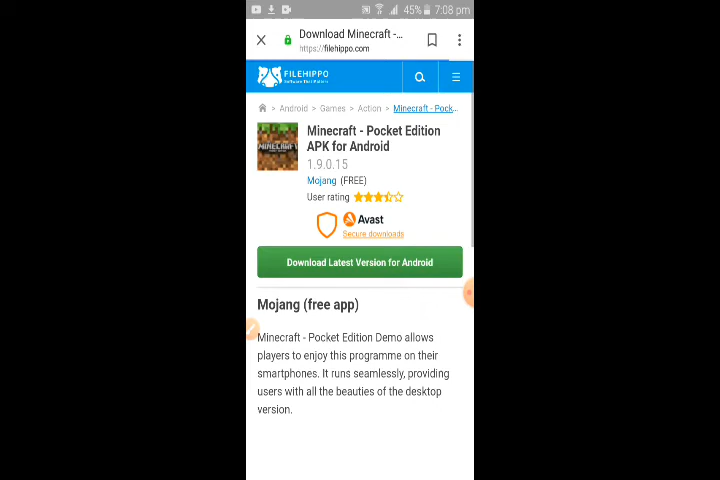 45% 7:08 pm
Download Minecraft -...
https://filehippo.com
FILEHIPPO
Android > Games > Action > Minecraft - Pock...
Minecraft - Pocket Edition
APK for Android
1.9.0.15
Mojang (FREE)
User rating
Avast
Secure downloads
Download Latest Version for Android
Mojang (free app)
Minecraft - Pocket Edition Demo allows
players to enjoy this programme on their
smartphones. It runs seamlessly, providing
users with all the beauties of the desktop
version.